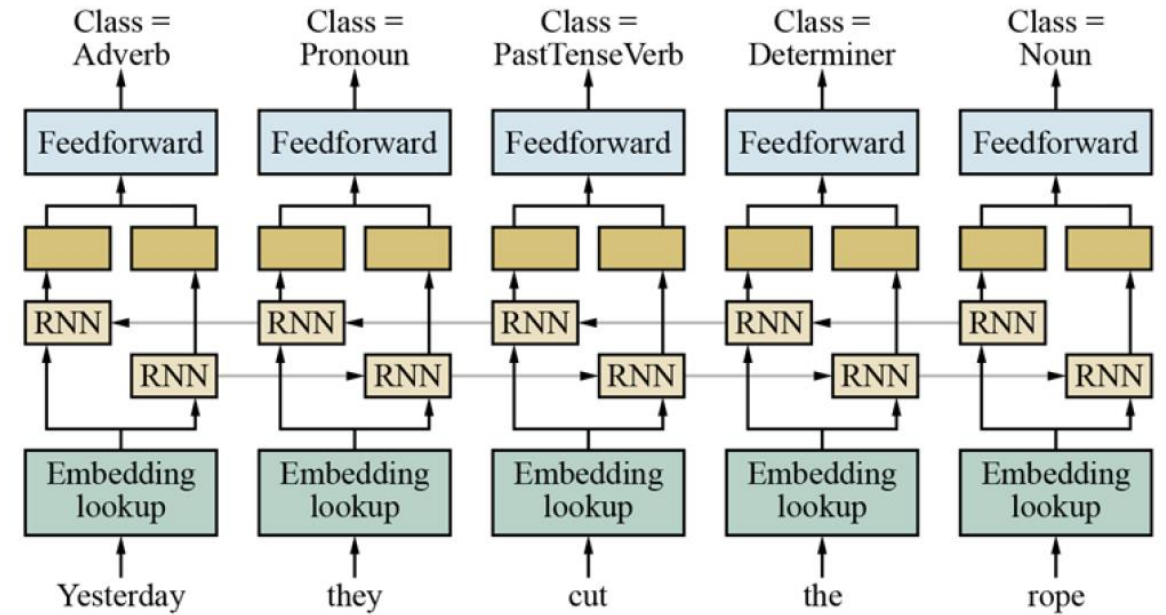 Class = Class = Class = Class = Class =
Adverb Pronoun PastTenseVerb Determiner Noun
Feedforward Feedforward Feedforward Feedforward Feedforward
RNN RNN RNN RNN RNN
RNN RNN RNN RNN RNN
Embedding Embedding Embedding Embedding Embedding
lookup lookup lookup lookup lookup
Yesterday they cut the rope